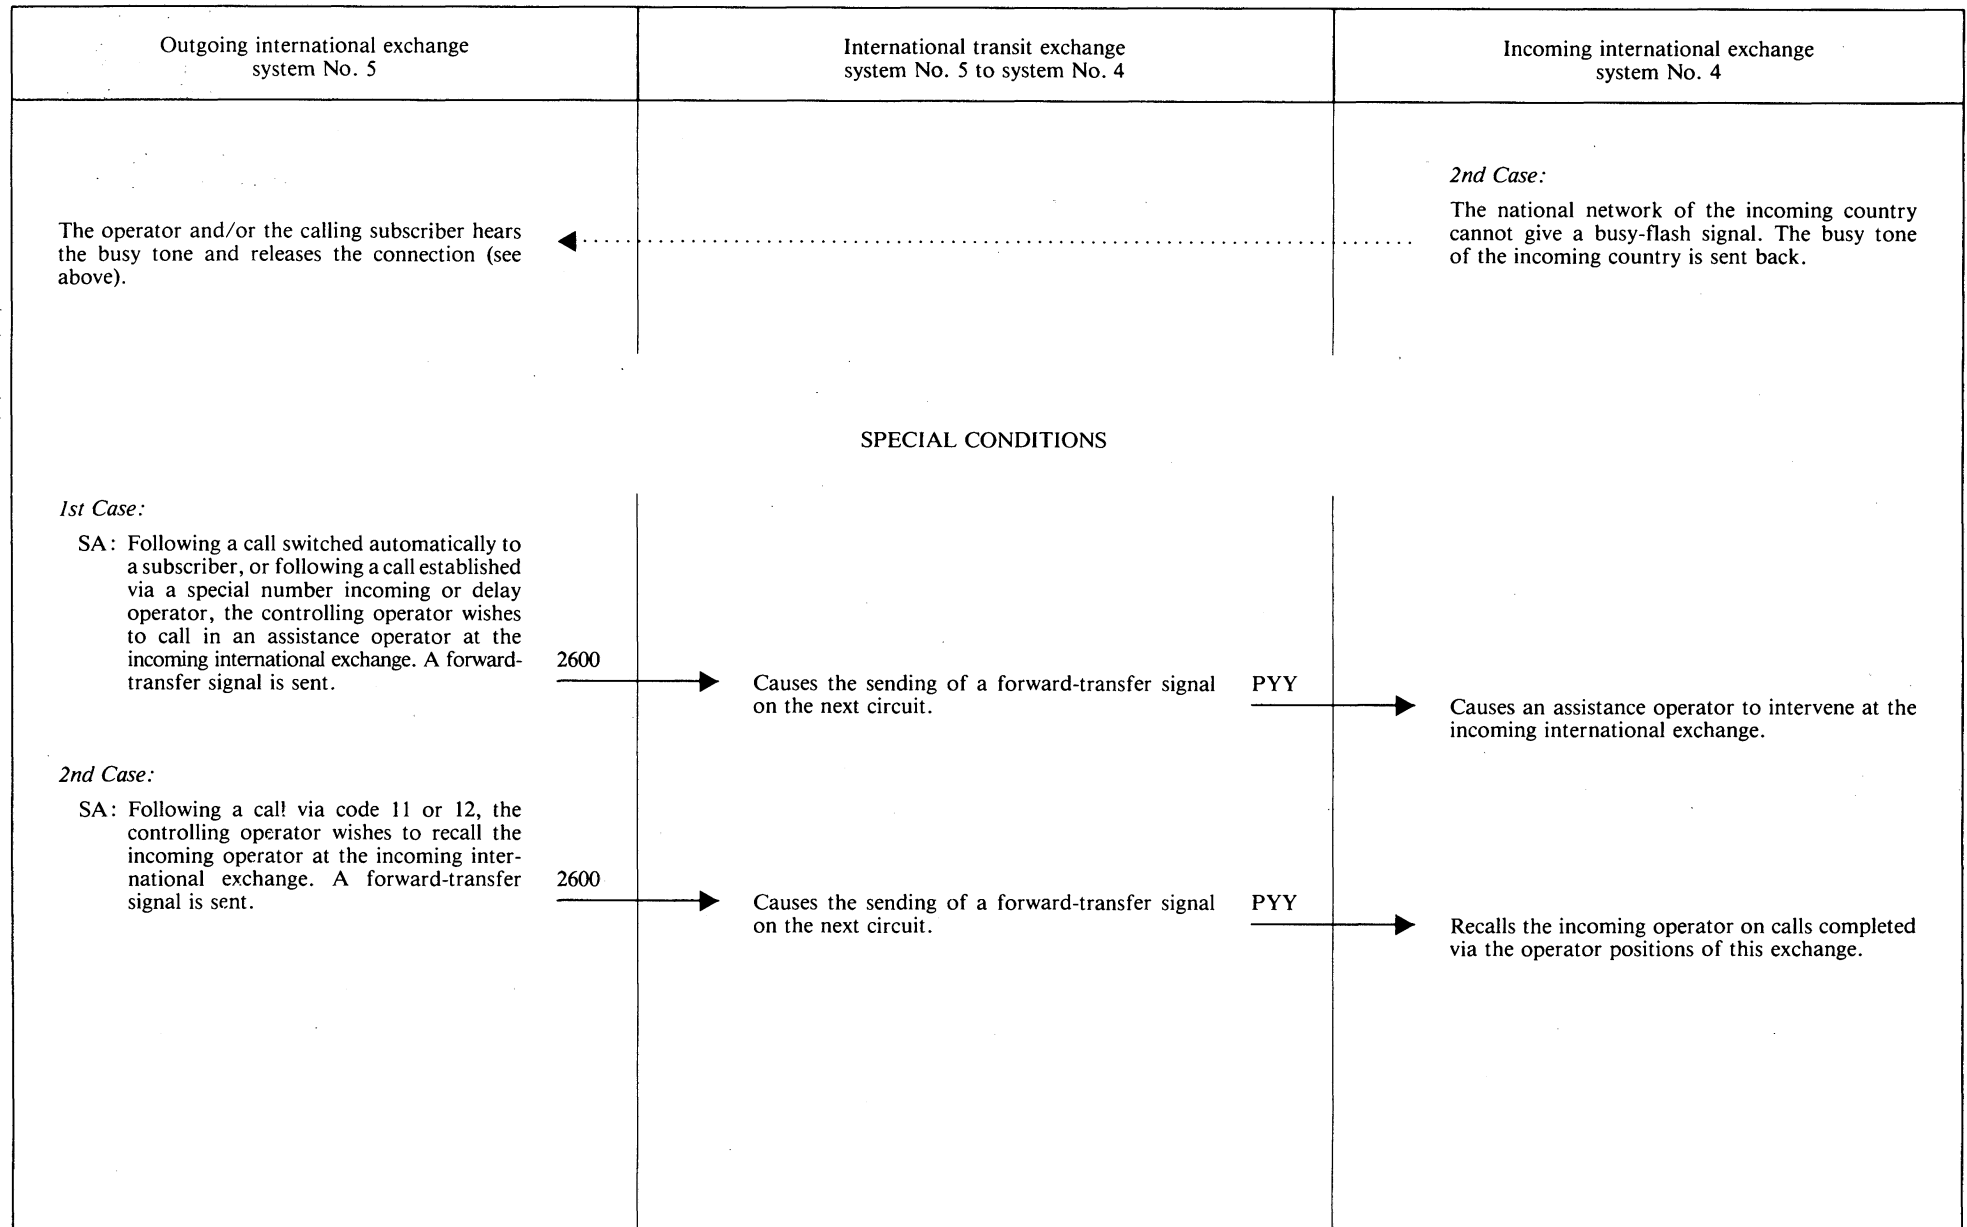 Outgoing international exchange
system No. 5
International transit exchange
system No. 5 to system No. 4
Incoming international exchange
system No. 4
The operator and/or the calling subscriber hears
the busy tone and releases the connection (see
above).
2nd Case:
The national network of the incoming country
cannot give a busy-flash signal. The busy tone
of the incoming country is sent back.
SPECIAL CONDITIONS
1st Case:
SA: Following a call switched automatically to
a subscriber, or following a call established
via a special number incoming or delay
operator, the controlling operator wishes
to call in an assistance operator at the
incoming international exchange. A forward-
transfer signal is sent.
2600
Causes the sending of a forward-transfer signal
on the next circuit.
PYY
Causes an assistance operator to intervene at the
incoming international exchange.
2nd Case:
SA: Following a call via code 11 or 12, the
controlling operator wishes to recall the
incoming operator at the incoming inter-
national exchange. A forward-transfer
signal is sent.
2600
Causes the sending of a forward-transfer signal
on the next circuit.
PYY
Recalls the incoming operator on calls completed
via the operator positions of this exchange.